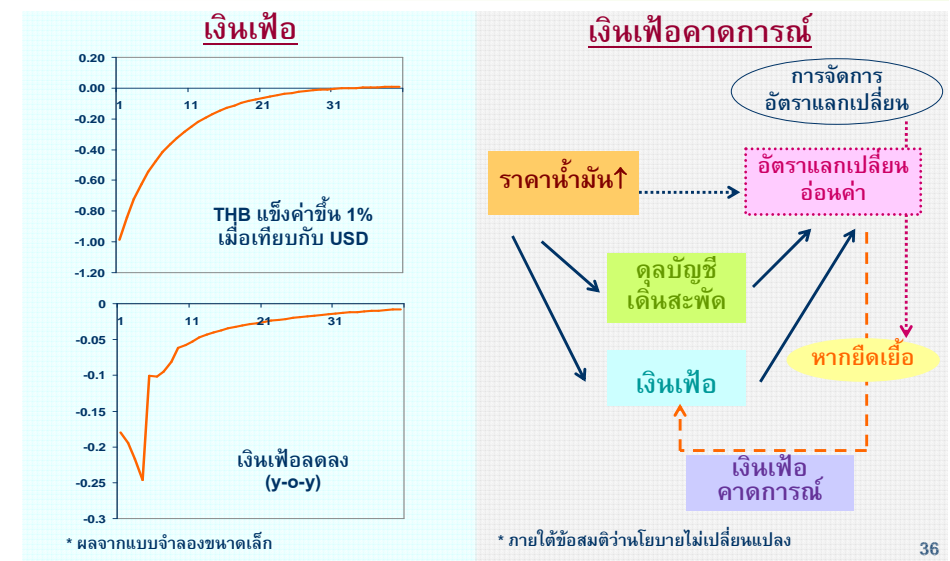 เงินเฟ้อ
0.20
0.00
1 11 21 31
-0.20
-0.40
-0.60
-0.80
-1.00
-1.20
THB แข็งค่าขึ้น 1%
เมื่อเทียบกับ USD
0
1 11 21 31
-0.05
-0.1
-0.15
-0.2
-0.25
-0.3
เงินเฟ้อลดลง
(y-o-y)
* ผลจากแบบจำลองขนาดเล็ก
เงินเฟ้อคาดการณ์
การจัดการ
อัตราแลกเปลี่ยน
ราคาน้ำมัน↑
อัตราแลกเปลี่ยน
อ่อนค่า
ดุลบัญชี
เดินสะพัด
หากยืดเยื้อ
เงินเฟ้อ
เงินเฟ้อ
คาดการณ์
* ภายใต้ข้อสมติว่านโยบายไม่เปลี่ยนแปลง
36